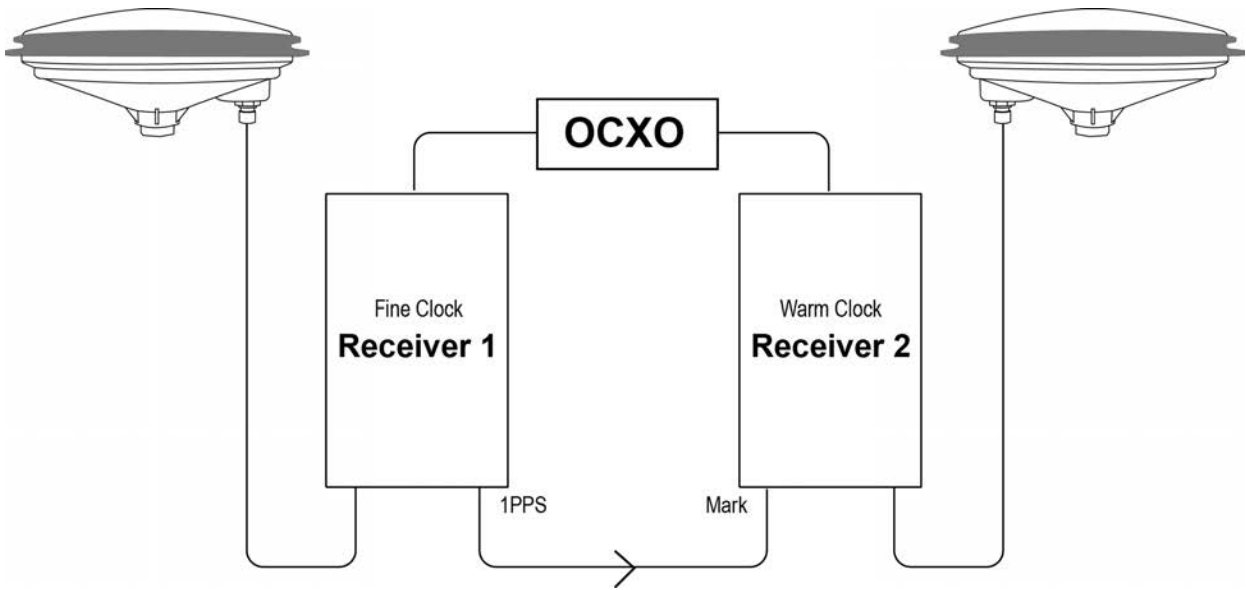 OCXO
Fine Clock
Receiver 1
Warm Clock
Receiver 2
1PPS
Mark